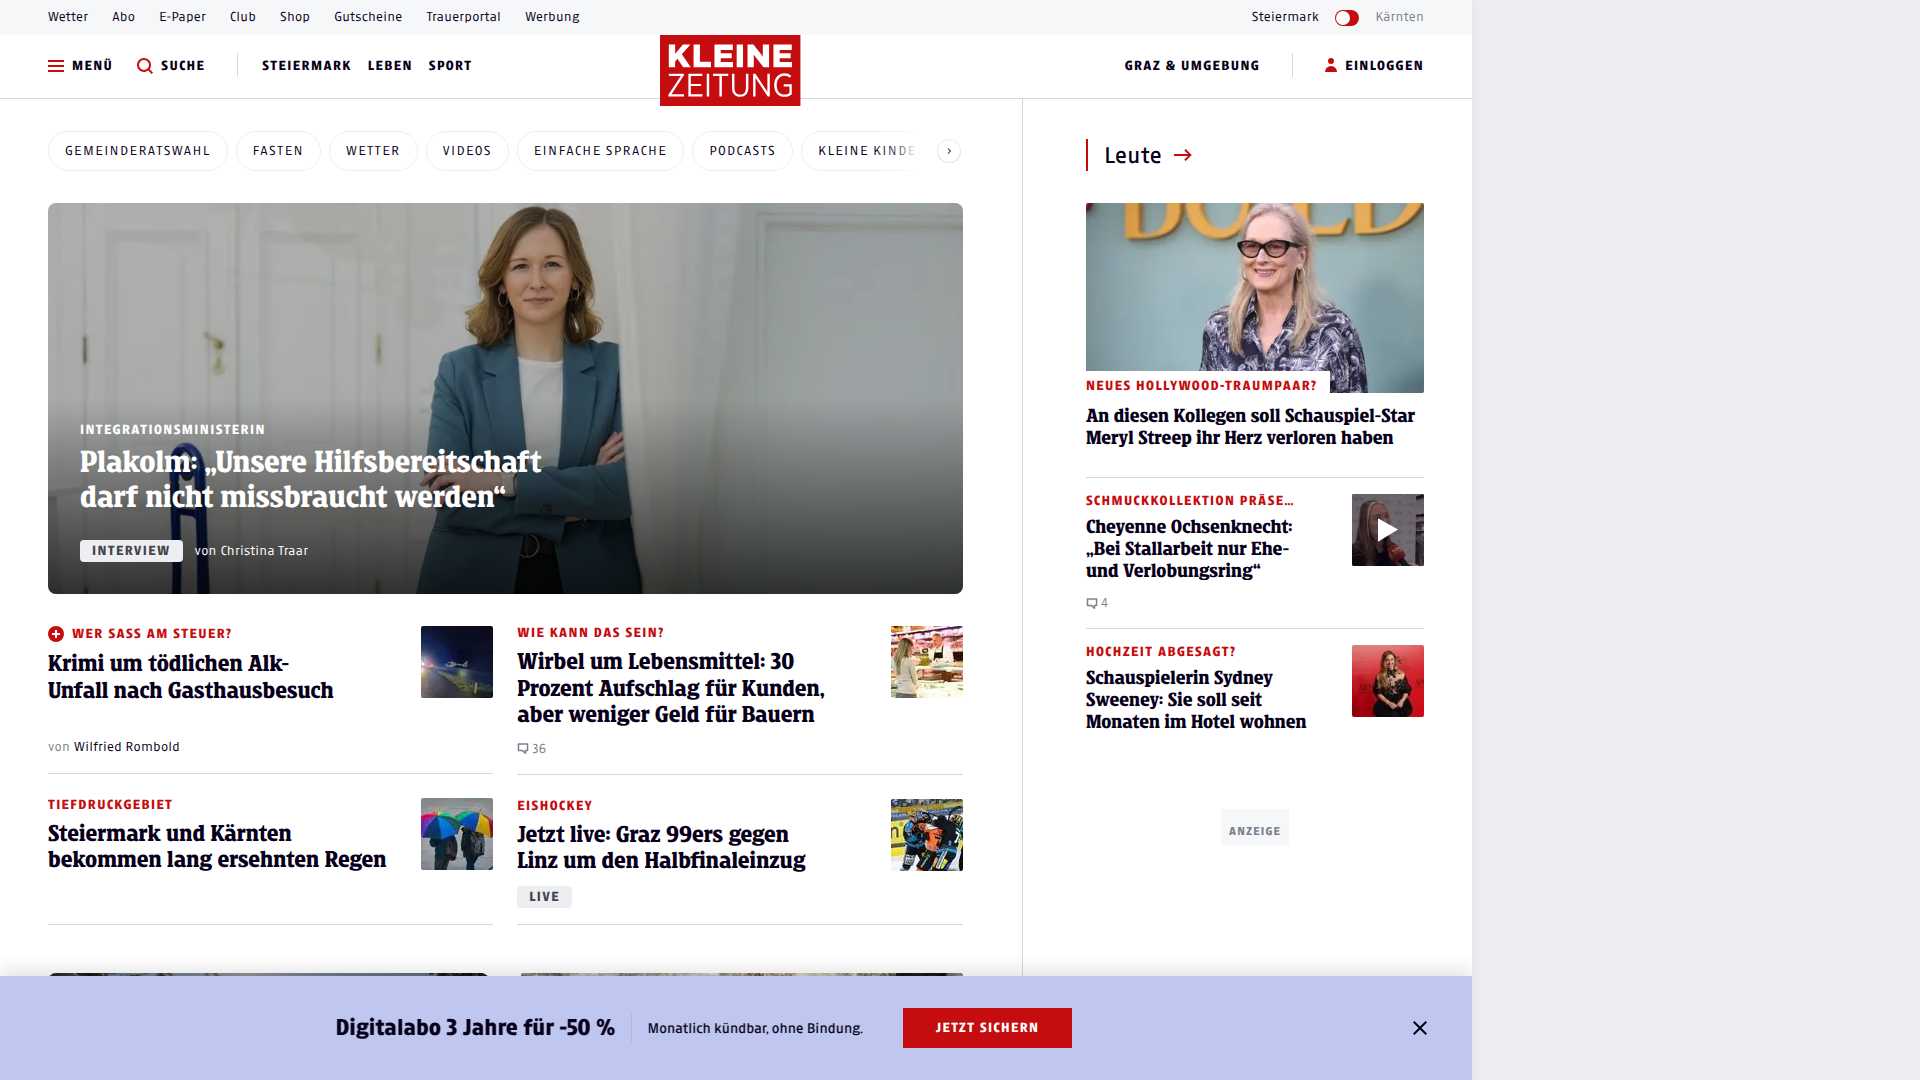 Wetter Abo E-Paper Club Shop Gutscheine Trauerportal Werbung Steiermark Kärnten
MENÜ SUCHE STEIERMARK LEBEN SPORT KLEINE ZEITUNG GRAZ & UMGEBUNG EINLOGGEN
GEMEINDERATSWAHL FASTEN WETTER VIDEOS EINFACHE SPRACHE PODCASTS KLEINE KINDE
INTEGRATIONSMINISTERIN
Plakolm: „Unsere Hilfsbereitschaft
darf nicht missbraucht werden“
INTERVIEW von Christina Traar
WER SASS AM STEUER?
Krimi um tödlichen Alk-
Unfall nach Gasthausbesuch
von Wilfried Rombold
WIE KANN DAS SEIN?
Wirbel um Lebensmittel: 30
Prozent Aufschlag für Kunden,
aber weniger Geld für Bauern
36
TIEFDRUCKGEBIET
Steiermark und Kärnten
bekommen lang ersehnten Regen
EISHOCKEY
Jetzt live: Graz 99ers gegen
Linz um den Halbfinaleinzug
LIVE
Leute
NEUES HOLLYWOOD-TRAUMPAAR?
An diesen Kollegen soll Schauspiel-Star
Meryl Streep ihr Herz verloren haben
SCHMUCKKOLLEKTION PRÄSE…
Cheyenne Ochsenknecht:
„Bei Stallarbeit nur Ehe-
und Verlobungsring“
4
HOCHZEIT ABGESAGT?
Schauspielerin Sydney
Sweeney: Sie soll seit
Monaten im Hotel wohnen
ANZEIGE
Digitalabo 3 Jahre für -50 % Monatlich kündbar, ohne Bindung. JETZT SICHERN